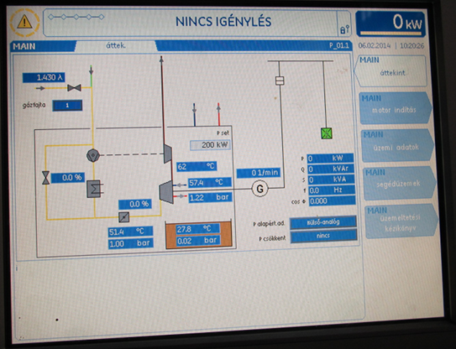 NINCS IGÉNYLÉS
0 kW
MAIN
áttek.
P_01.1
06.02.2014
10:20:26
MAIN
áttekint.
1,430 λ
gázfajta
1
MAIN
motor indítás
P set
200 kW
MAIN
üzemi adatok
0.0 %
62 °C
57.4 °C
1.22 bar
0 1/min
G
P 0 kW
Q 0 kVAr
S 0 kVA
f 0.0 Hz
cos φ 0.000
MAIN
segédüzemek
0.0 %
51.4 °C
1.00 bar
27.8 °C
0.02 bar
P alapért.ad
külső-analóg
P csökkent
Nincs
MAIN
üzemeltetési
kézikönyv